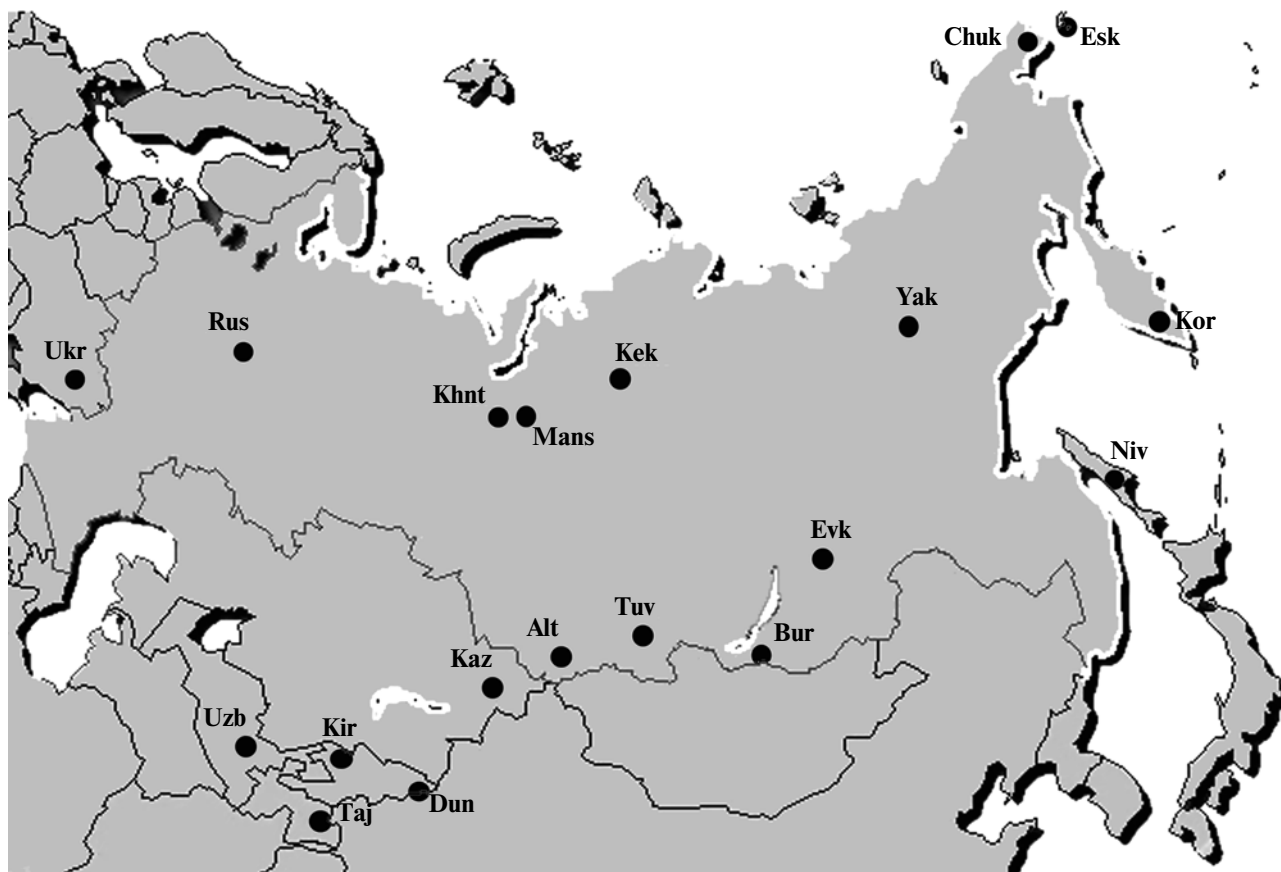 Chuk
Esk
Yak
Kor
Rus
Ukr
Kek
Khnt
Mans
Niv
Evk
Tuv
Alt
Bur
Kaz
Uzb
Kir
Dun
Taj